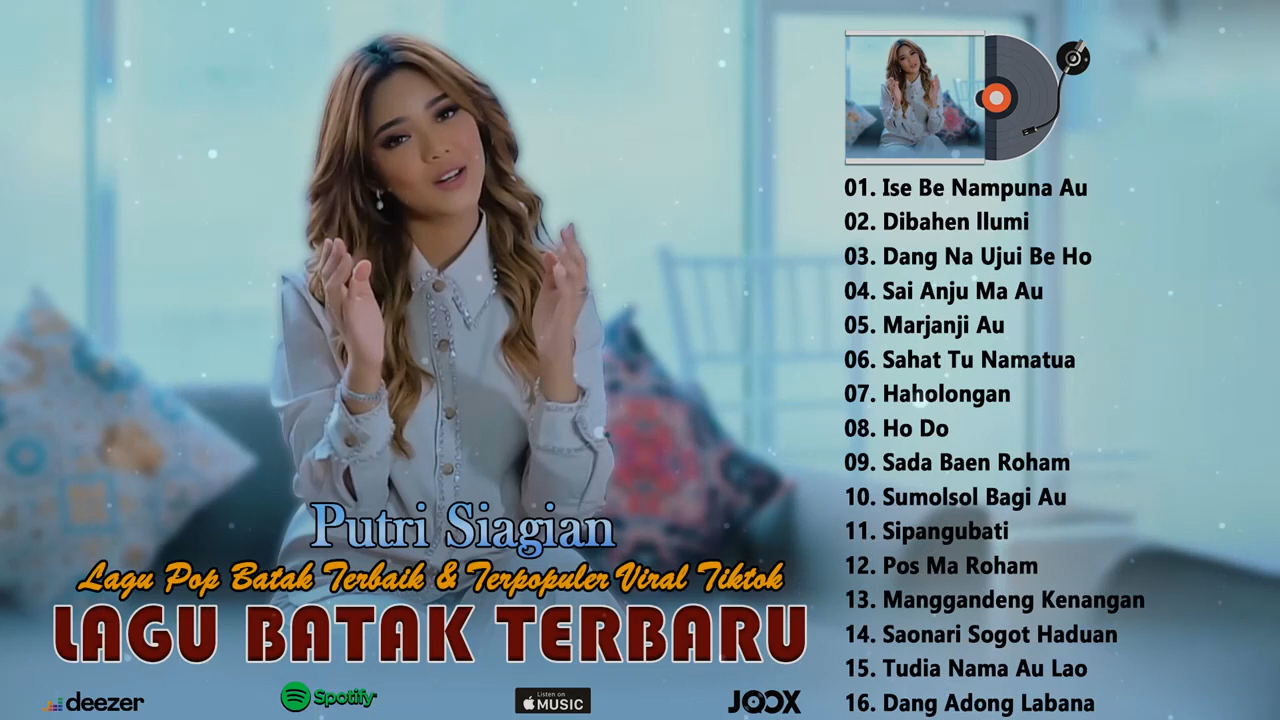 01. Ise Be Nampuna Au
02. Dibahen llumi
03. Dang Na Ujui Be Ho
04. Sai Anju Ma Au
05. Marjanji Au
06. Sahat Tu Namatua
07. Haholongan
08. Ho Do
09. Sada Baen Roham
10. Sumolsol Bagi Au
11. Sipangubati
12. Pos Ma Roham
13. Manggandeng Kenangan
14. Saonari Sogot Haduan
15. Tudia Nama Au Lao
16. Dang Adong Labana
Putri Siagian
Lagu Pop Batak Terbaik & Terpopuler Viral Tiktok
LAGU BATAK TERBARU
deezer
Spotify
Listen on
MUSIC
JOOX